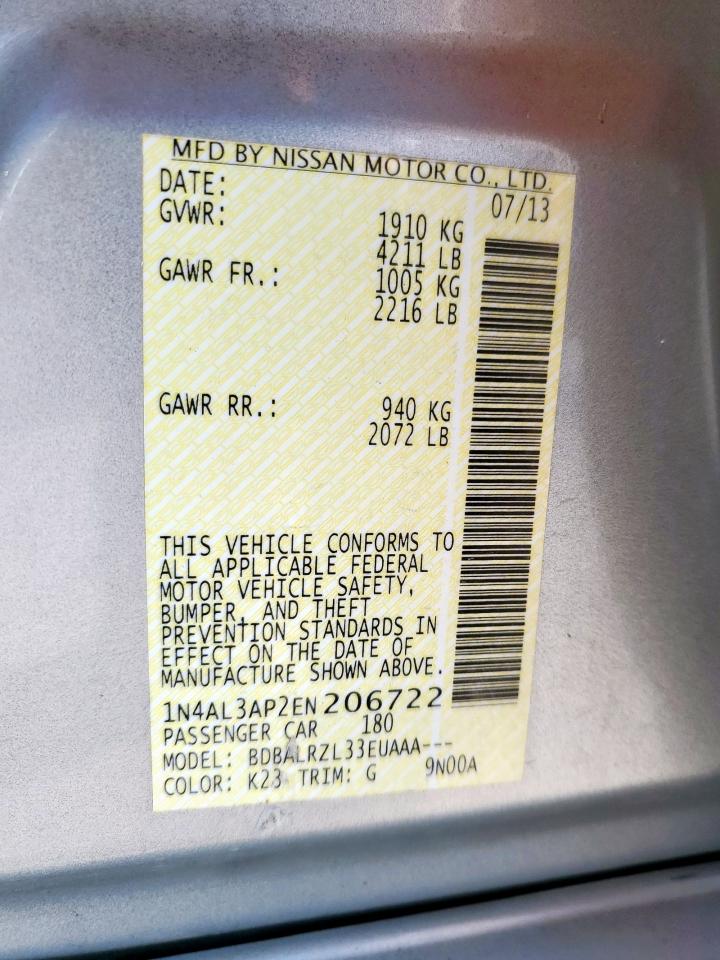 MFD BY NISSAN MOTOR CO., LTD.
DATE: 07/13
GVWR: 1910 KG
4211 LB
GAWR FR.: 1005 KG
2216 LB
GAWR RR.: 940 KG
2072 LB
THIS VEHICLE CONFORMS TO
ALL APPLICABLE FEDERAL
MOTOR VEHICLE SAFETY,
BUMPER, AND THEFT
PREVENTION STANDARDS IN
EFFECT ON THE DATE OF
MANUFACTURE SHOWN ABOVE.
1N4AL3AP2EN206722
PASSENGER CAR 180
MODEL: BDBALRZL33EUAAA---
COLOR: K23 TRIM: G 9N00A